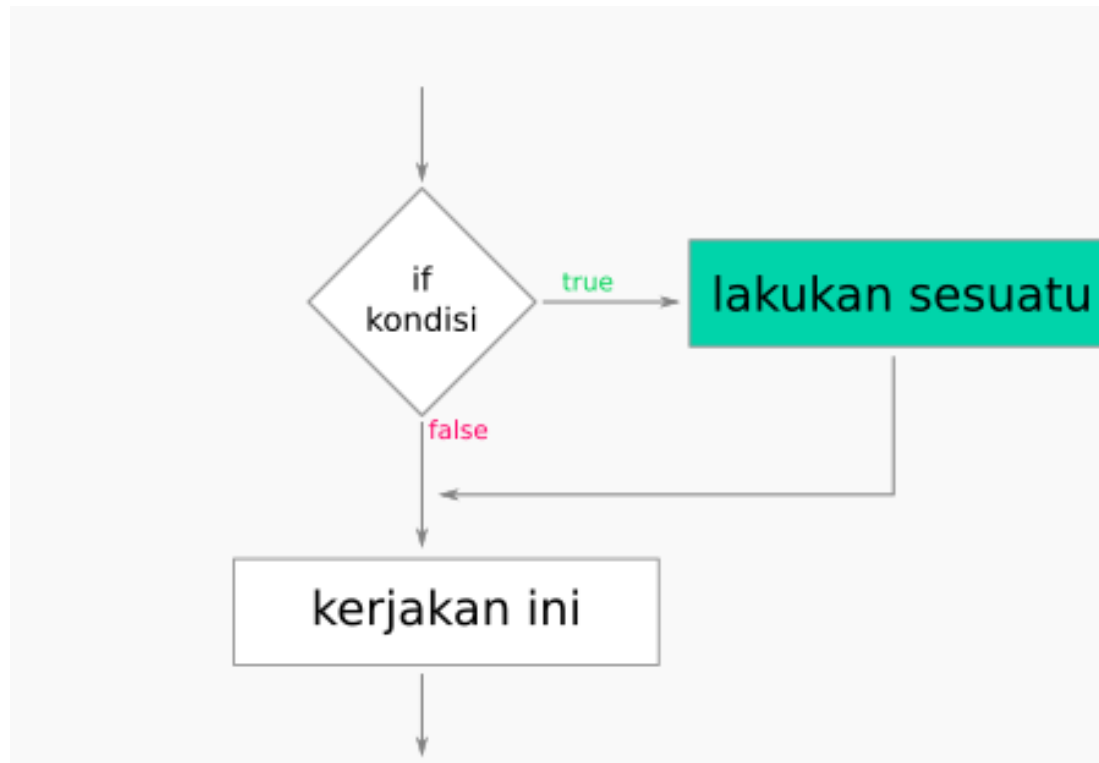 if
kondisi
true
lakukan sesuatu
false
kerjakan ini